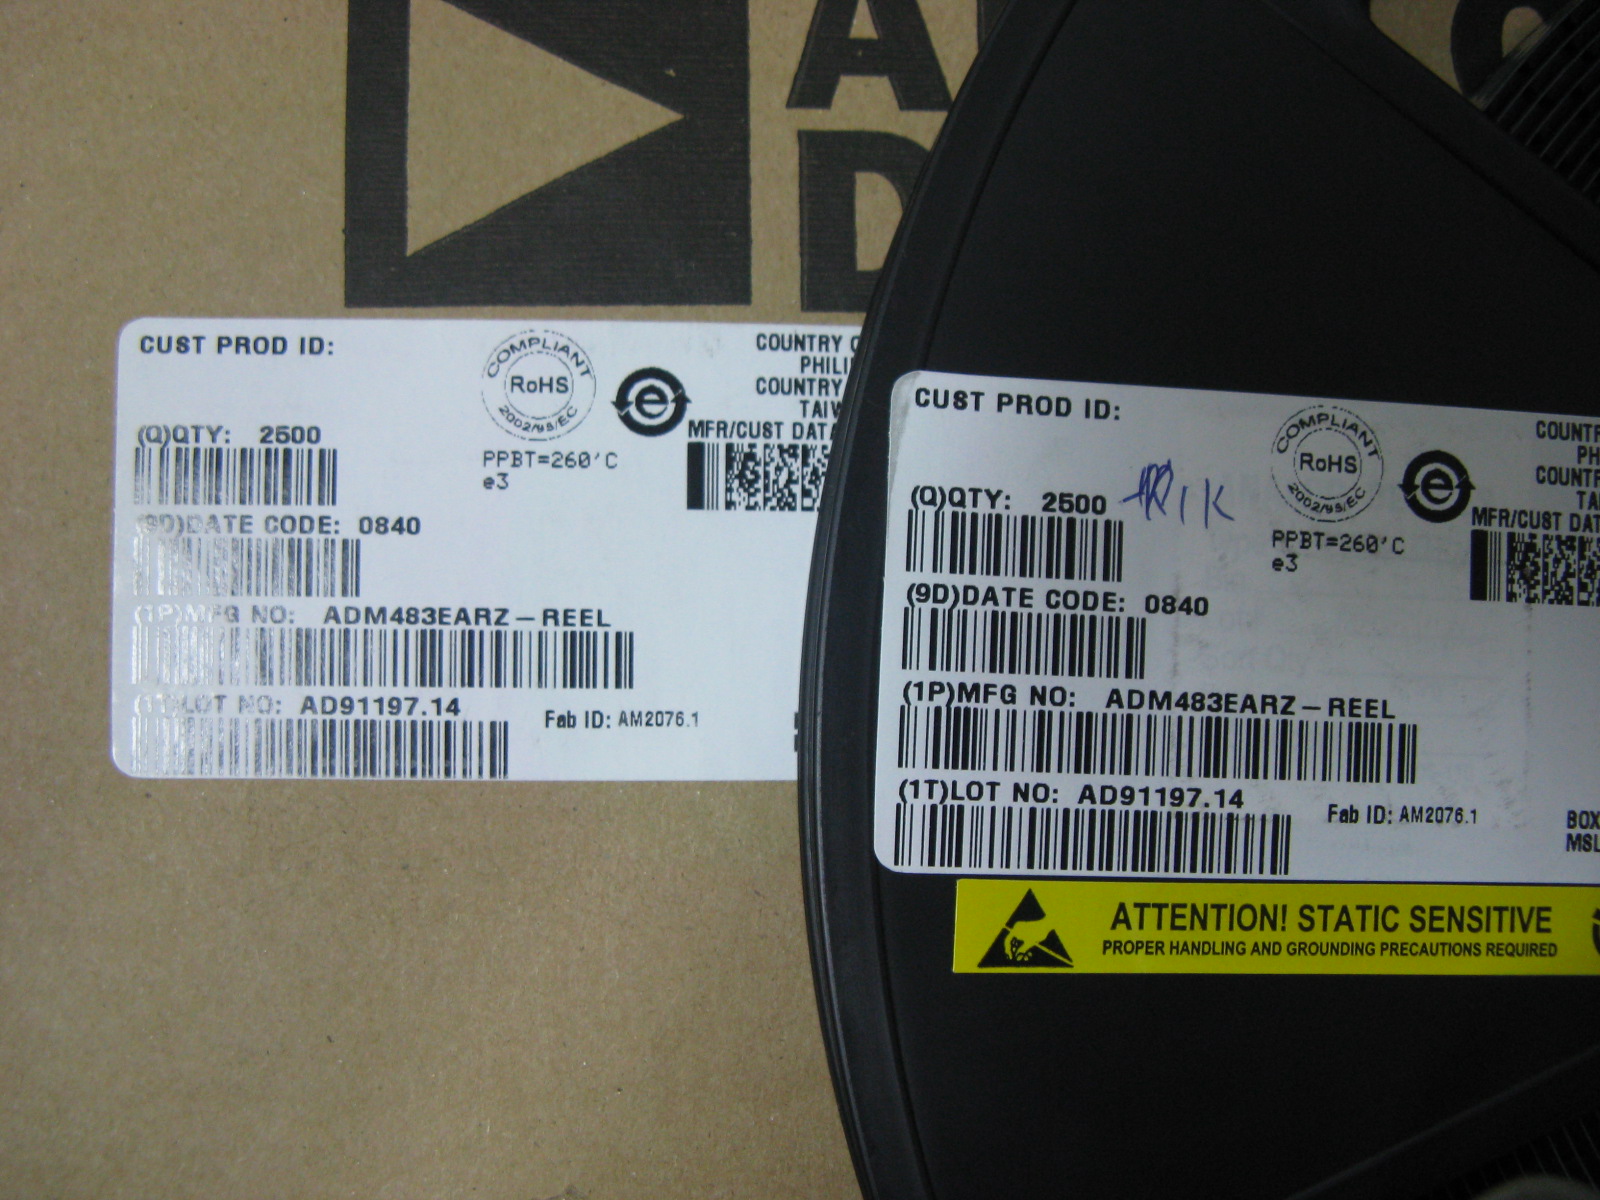 A
D
CUST PROD ID:
COMPLIANT
RoHS
2002/95/EC
e
COUNTRY
PHILI
COUNTRY
TAIW
MFR/CUST DATA
(Q)QTY: 2500
PPBT=260'C
e3
(9D)DATE CODE: 0840
(1P)MFG NO: ADM483EARZ-REEL
(1T)LOT NO: AD91197.14
Fab ID: AM2076.1
CUST PROD ID:
COMPLIANT
RoHS
2002/95/EC
e
COUNTR
PH
COUNTR
TA
MFR/CUST DAT
(Q)QTY: 2500
PPBT=260'C
e3
(9D)DATE CODE: 0840
(1P)MFG NO: ADM483EARZ-REEL
(1T)LOT NO: AD91197.14
Fab ID: AM2076.1
BOX
MSL
ATTENTION! STATIC SENSITIVE
PROPER HANDLING AND GROUNDING PRECAUTIONS REQUIRED